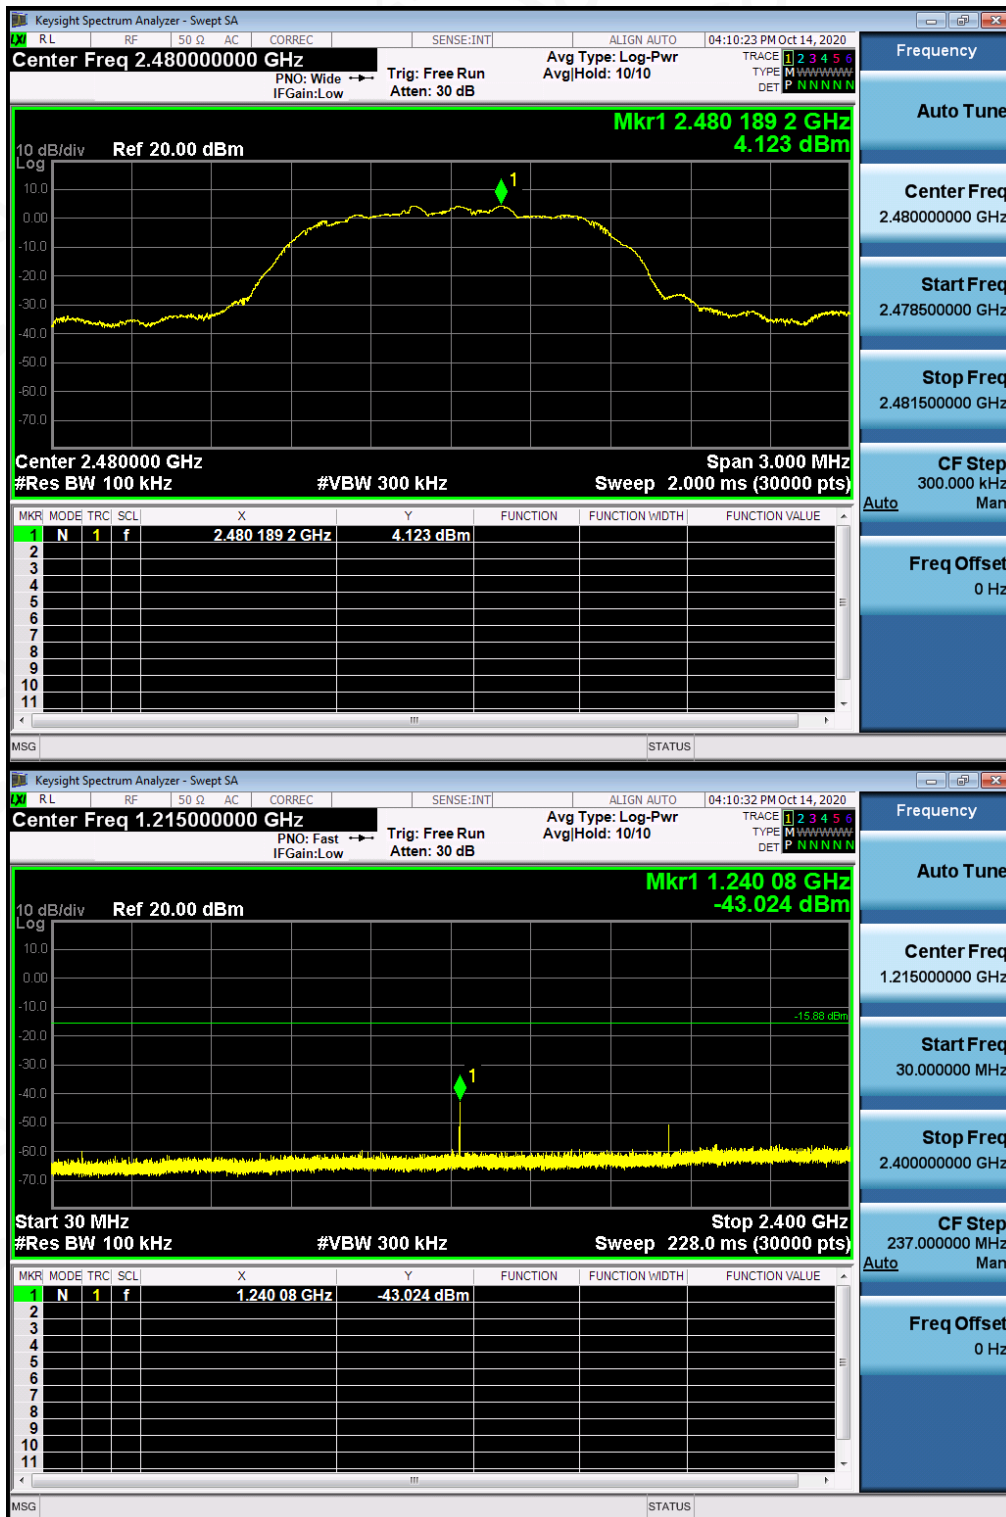 Keysight Spectrum Analyzer - Swept SA
LXI RL RF 50 Ω AC CORREC SENSE:INT ALIGN AUTO 04:10:23 PM Oct 14, 2020
Center Freq 2.480000000 GHz
PNO: Wide
IFGain:Low
Trig: Free Run
Atten: 30 dB
Avg Type: Log-Pwr
Avg|Hold: 10/10
TRACE 1 2 3 4 5 6
TYPE M WWWWW
DET P N N N N N
Mkr1 2.480 189 2 GHz
4.123 dBm
10 dB/div Ref 20.00 dBm
Log
10.0
0.00
-10.0
-20.0
-30.0
-40.0
-50.0
-60.0
-70.0
1
Center 2.480000 GHz Span 3.000 MHz
#Res BW 100 kHz #VBW 300 kHz Sweep 2.000 ms (30000 pts)
MKR MODE TRC SCL X Y FUNCTION FUNCTION WIDTH FUNCTION VALUE
1 N 1 f 2.480 189 2 GHz 4.123 dBm
2
3
4
5
6
7
8
9
10
11
MSG STATUS
Frequency
Auto Tune
Center Freq
2.480000000 GHz
Start Freq
2.478500000 GHz
Stop Freq
2.481500000 GHz
CF Step
300.000 kHz
Auto Man
Freq Offset
0 Hz
Keysight Spectrum Analyzer - Swept SA
LXI RL RF 50 Ω AC CORREC SENSE:INT ALIGN AUTO 04:10:32 PM Oct 14, 2020
Center Freq 1.215000000 GHz
PNO: Fast
IFGain:Low
Trig: Free Run
Atten: 30 dB
Avg Type: Log-Pwr
Avg|Hold: 10/10
TRACE 1 2 3 4 5 6
TYPE M WWWWW
DET P N N N N N
Mkr1 1.240 08 GHz
-43.024 dBm
10 dB/div Ref 20.00 dBm
Log
10.0
0.00
-10.0
-20.0
-30.0
-40.0
-50.0
-60.0
-70.0
-15.88 dBm
1
Start 30 MHz Stop 2.400 GHz
#Res BW 100 kHz #VBW 300 kHz Sweep 228.0 ms (30000 pts)
MKR MODE TRC SCL X Y FUNCTION FUNCTION WIDTH FUNCTION VALUE
1 N 1 f 1.240 08 GHz -43.024 dBm
2
3
4
5
6
7
8
9
10
11
MSG STATUS
Frequency
Auto Tune
Center Freq
1.215000000 GHz
Start Freq
30.000000 MHz
Stop Freq
2.400000000 GHz
CF Step
237.000000 MHz
Auto Man
Freq Offset
0 Hz